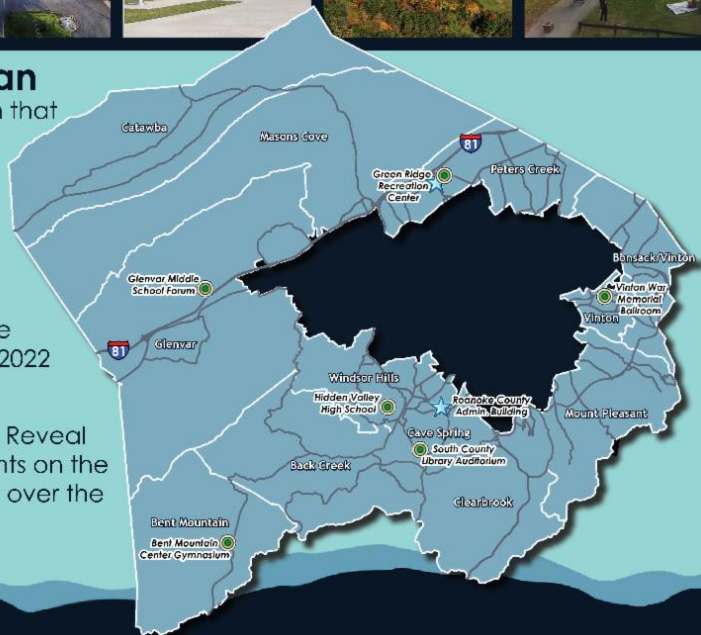 an
n that
e
2022
Reveal
nts on the
over the
Catawba
Masons Cove
81
Green Ridge
Recreation
Center
Peters Creek
Bonsack/Vinton
Glenvar Middle
School Forum
Vinton War
Memorial
Ballroom
Vinton
81
Glenvar
Windsor Hills
Hidden Valley
High School
Roanoke County
Admin. Building
Mount Pleasant
Cave Spring
South County
Library Auditorium
Back Creek
Clearbrook
Bent Mountain
Bent Mountain
Center Gymnasium